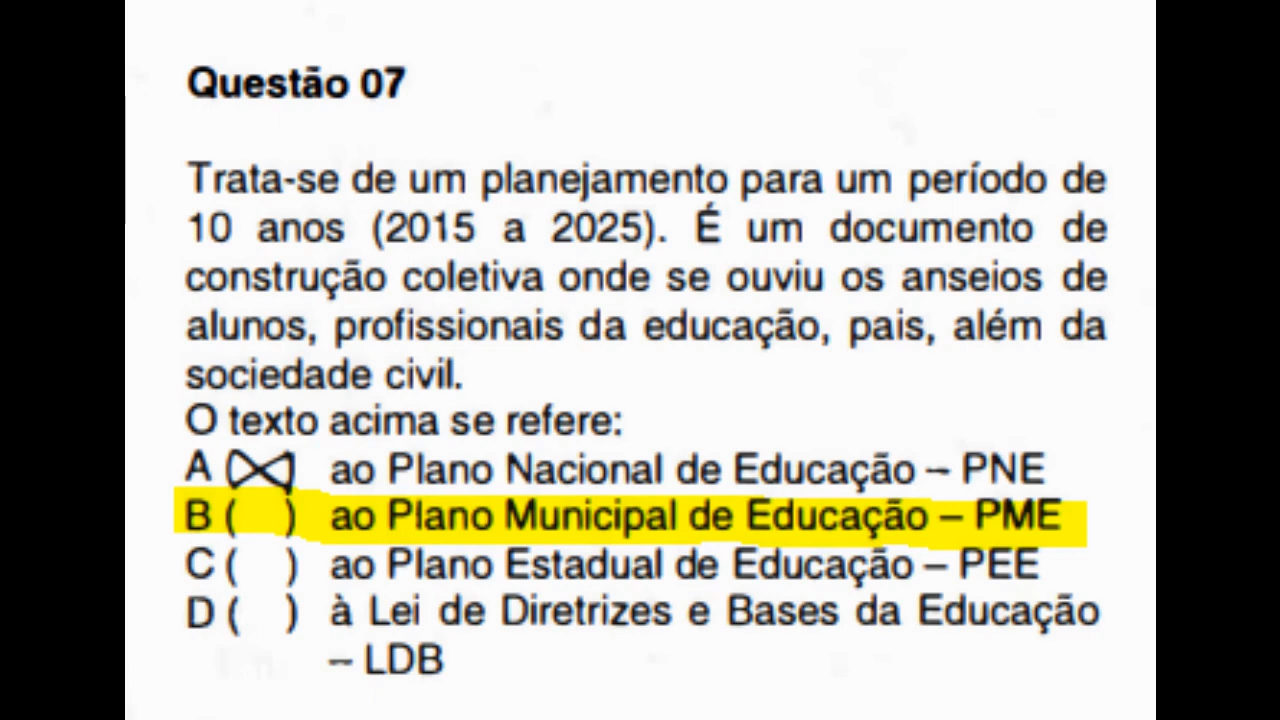 Questão 07
Trata-se de um planejamento para um período de
10 anos (2015 a 2025). É um documento de
construção coletiva onde se ouviu os anseios de
alunos, profissionais da educação, pais, além da
sociedade civil.
O texto acima se refere:
A (X) ao Plano Nacional de Educação – PNE
B ( ) ao Plano Municipal de Educação – PME
C ( ) ao Plano Estadual de Educação – PEE
D ( ) à Lei de Diretrizes e Bases da Educação
– LDB